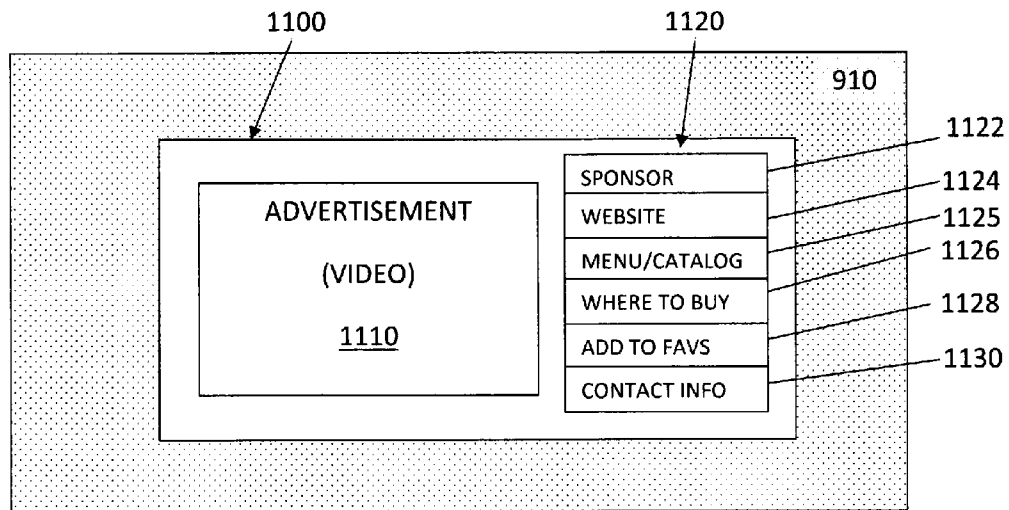 1100
1120
910
1122
SPONSOR
1124
WEBSITE
1125
ADVERTISEMENT
MENU/CATALOG
1126
(VIDEO)
WHERE TO BUY
1128
1110
ADD TO FAVS
1130
CONTACT INFO